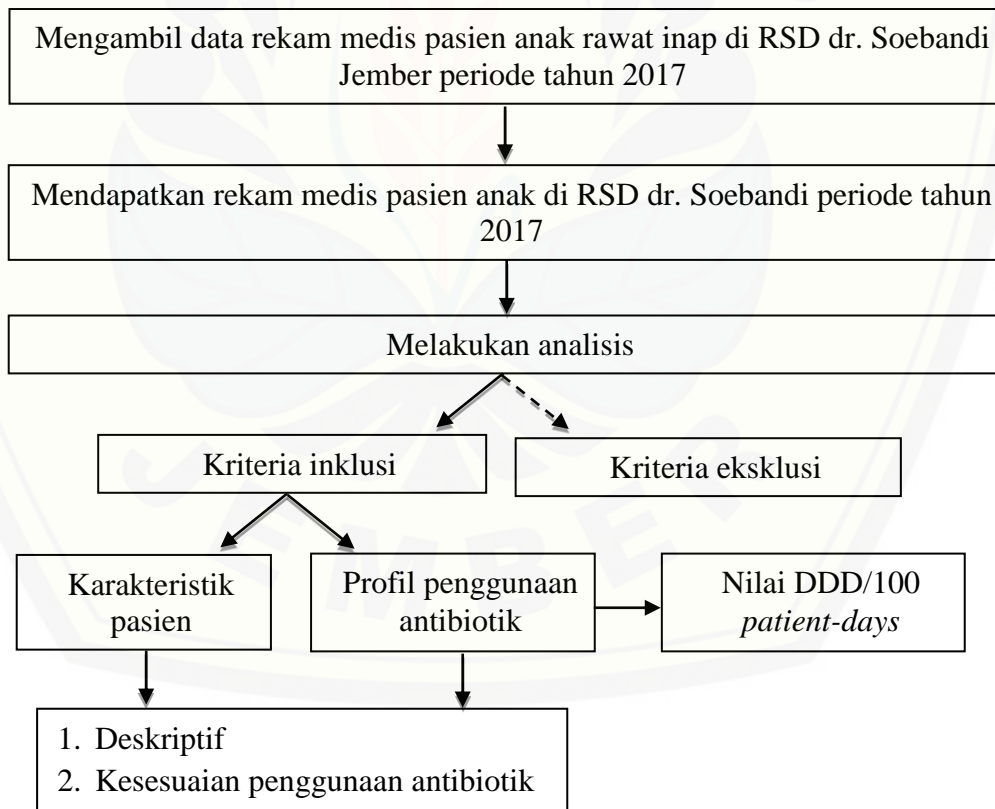 Mengambil data rekam medis pasien anak rawat inap di RSD dr. Soebandi
Jember periode tahun 2017
Mendapatkan rekam medis pasien anak di RSD dr. Soebandi periode tahun
2017
Melakukan analisis
Kriteria inklusi
Kriteria eksklusi
Karakteristik
pasien
Profil penggunaan
antibiotik
Nilai DDD/100
patient-days
1. Deskriptif
2. Kesesuaian penggunaan antibiotik
JEMBER